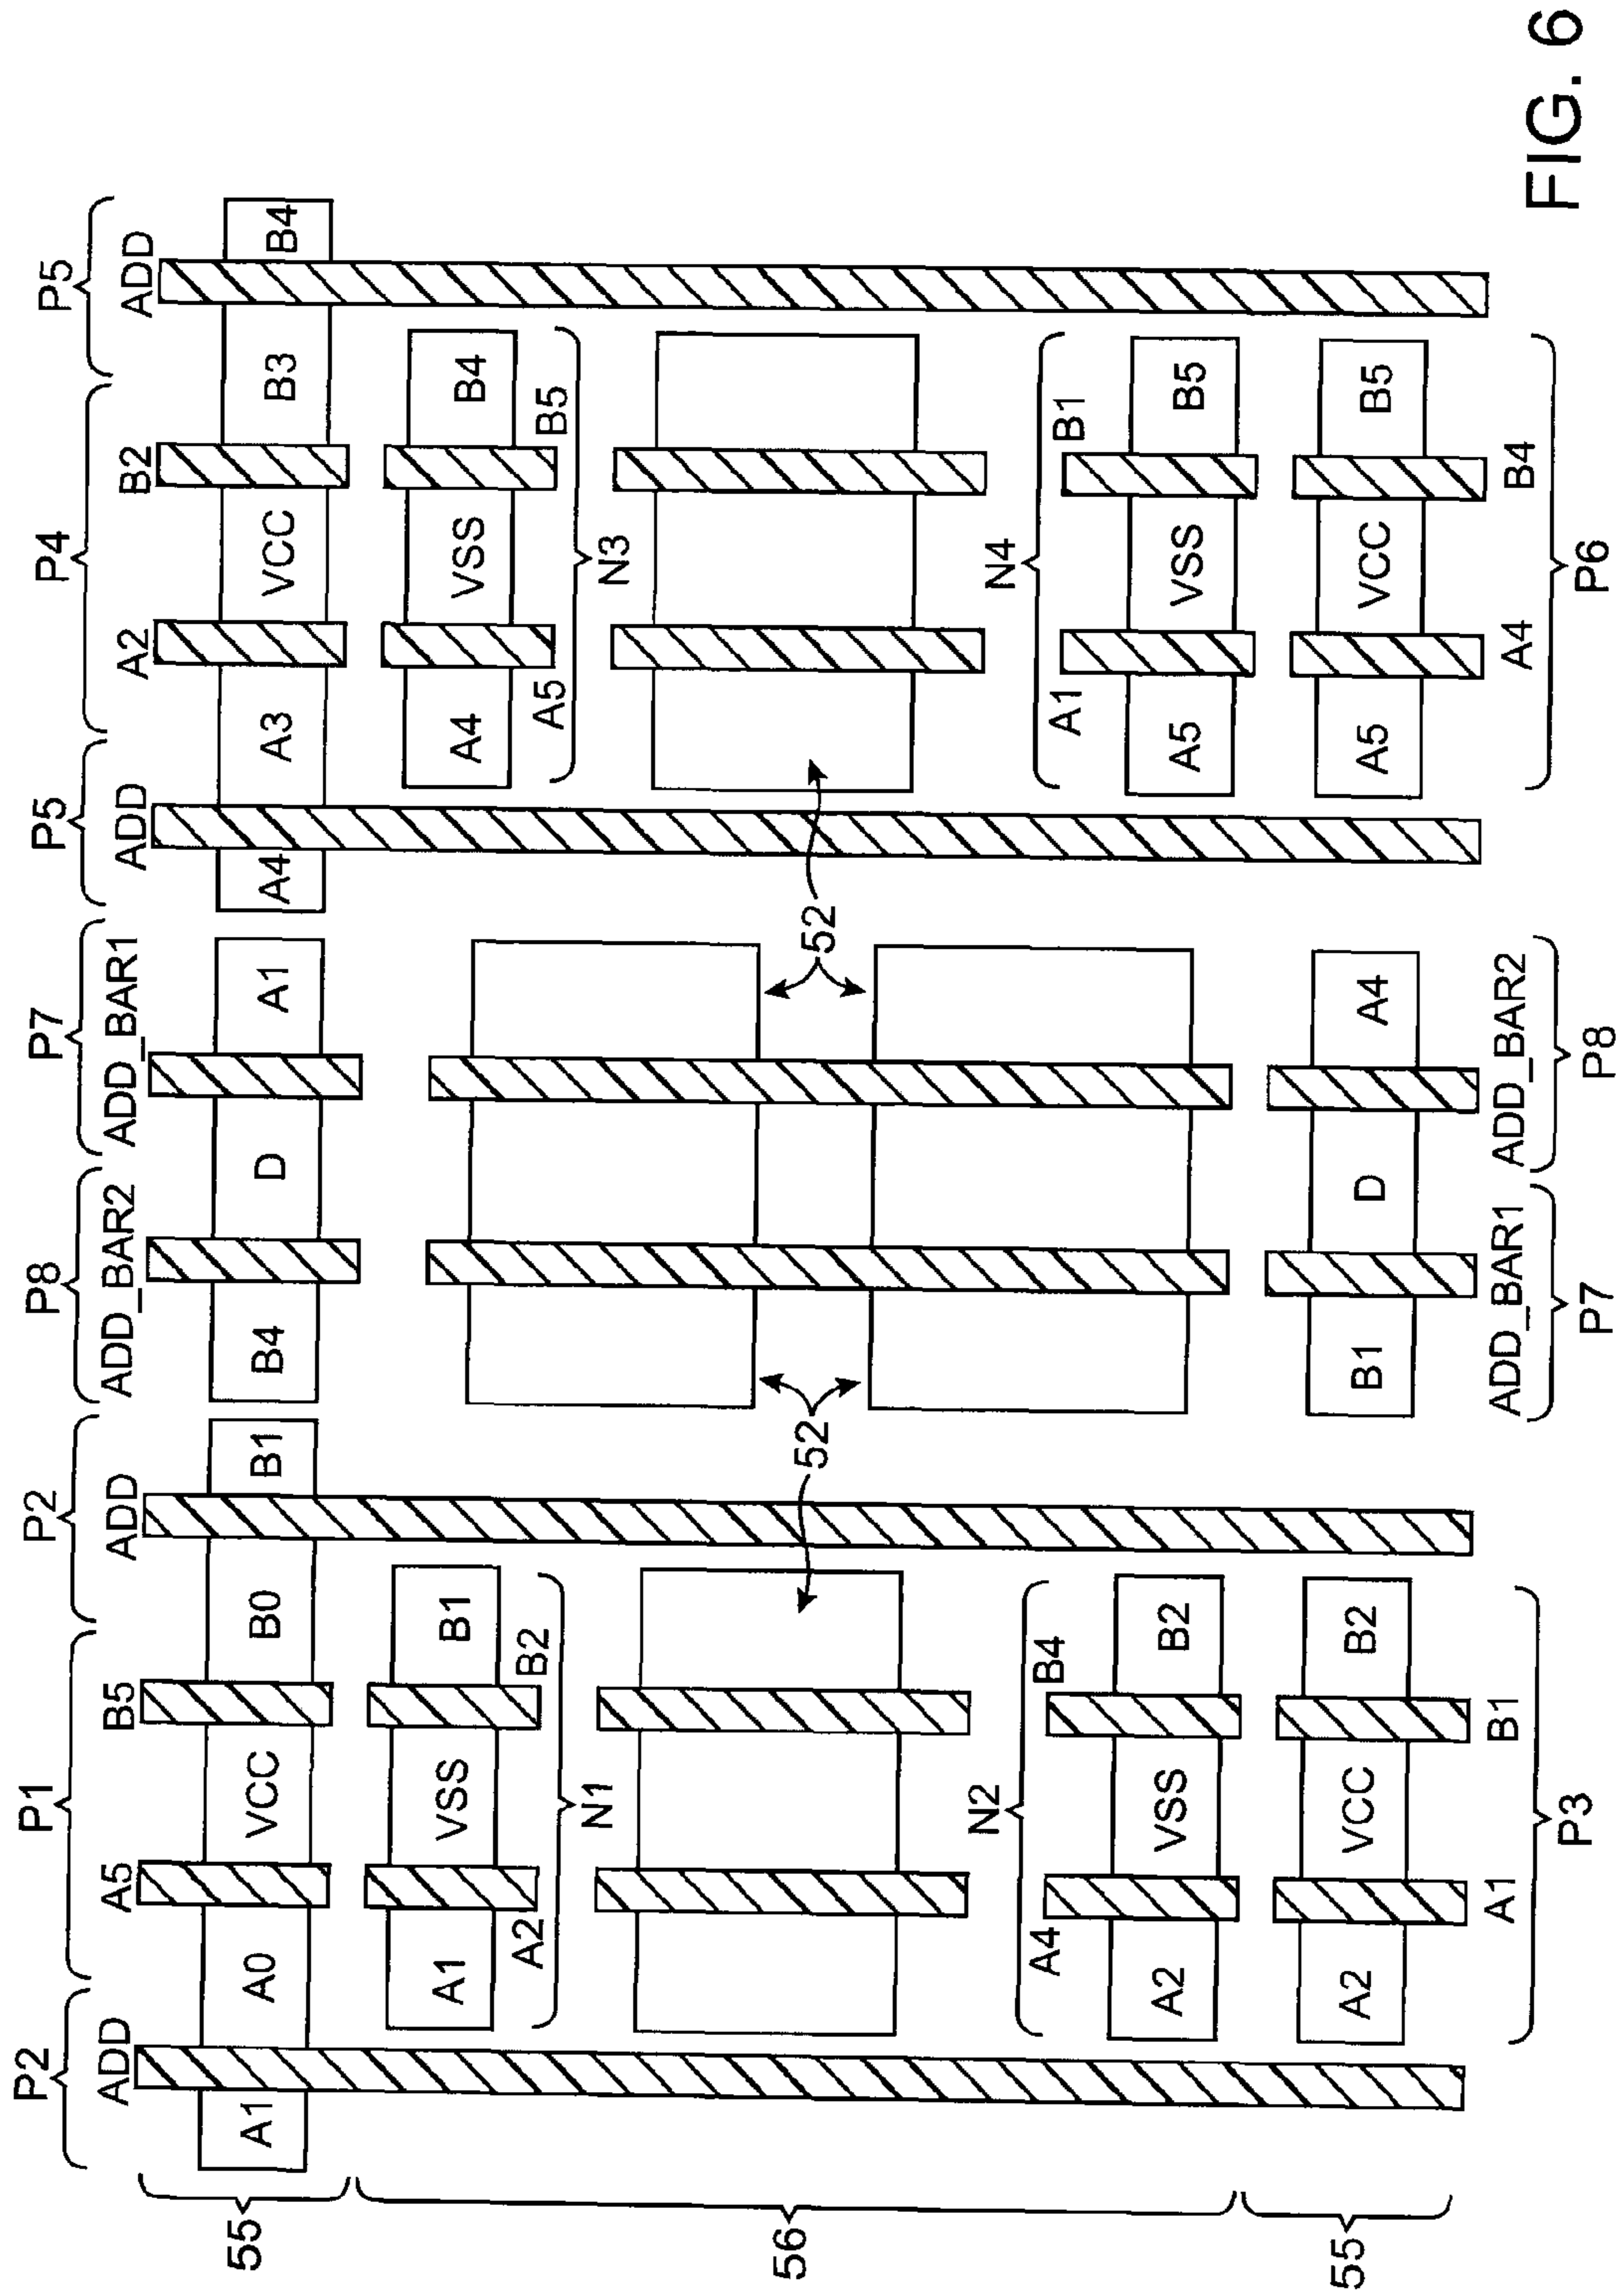 P2 P1 P2 P8 P7 P5 P4 P5
ADD A5 B5 ADD ADD_BAR2 ADD_BAR1 ADD A2 B2 ADD
55 A1 A0 VCC B0 B1 B4 D A1 A4 A3 VCC B3 B4
A1 VSS B1 A4 VSS B4
A2 B2 A5 B5
N1 N3
56 52 52
N2 N4
A4 B4 A1 B1
A2 VSS B2 A5 VSS B5
55 A2 VCC B2 B1 D A4 A5 VCC B5
A1 B1 ADD_BAR1 ADD_BAR2 A4 B4
P3 P7 P8 P6
FIG. 6